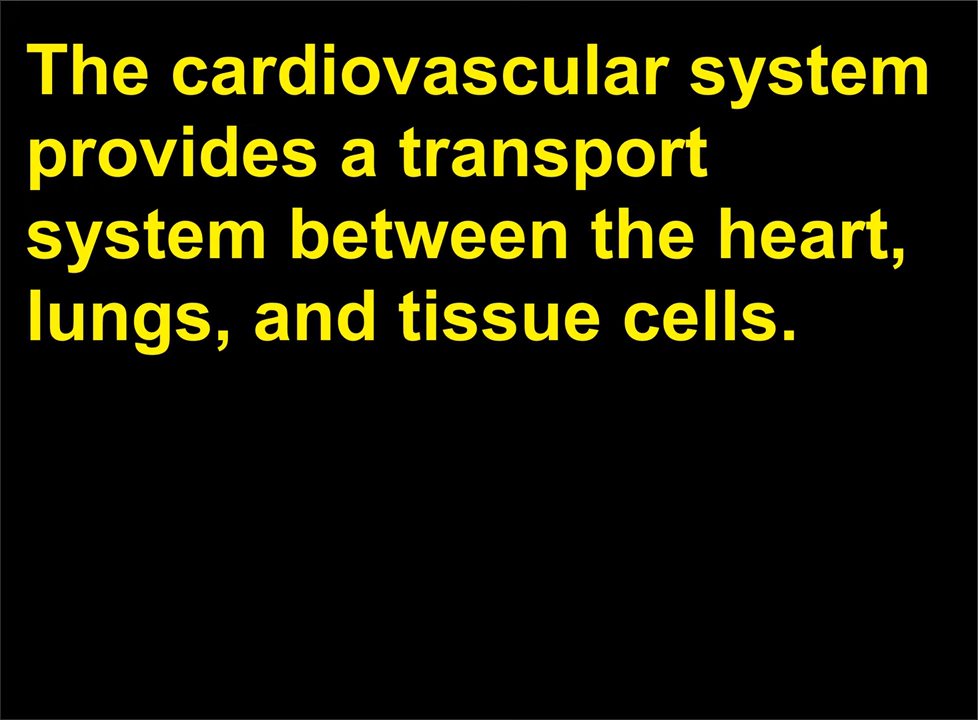 The cardiovascular system
provides a transport
system between the heart,
lungs, and tissue cells.